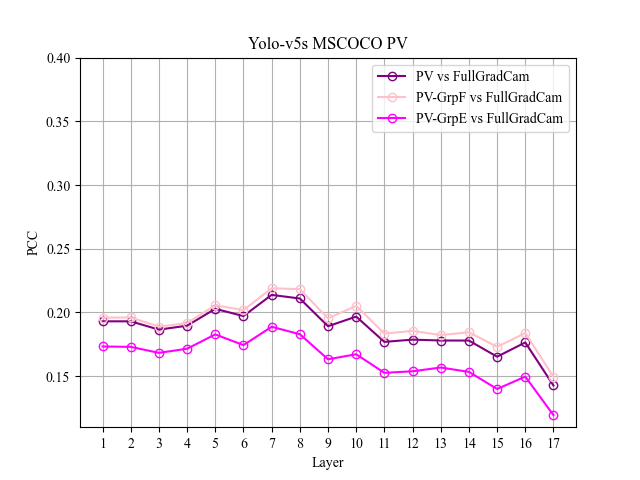 Yolo-v5s MSCOCO PV
PV vs FullGradCam
PV-GrpF vs FullGradCam
PV-GrpE vs FullGradCam
0.40
0.35
0.30
0.25
0.20
0.15
PCC
1 2 3 4 5 6 7 8 9 10 11 12 13 14 15 16 17
Layer